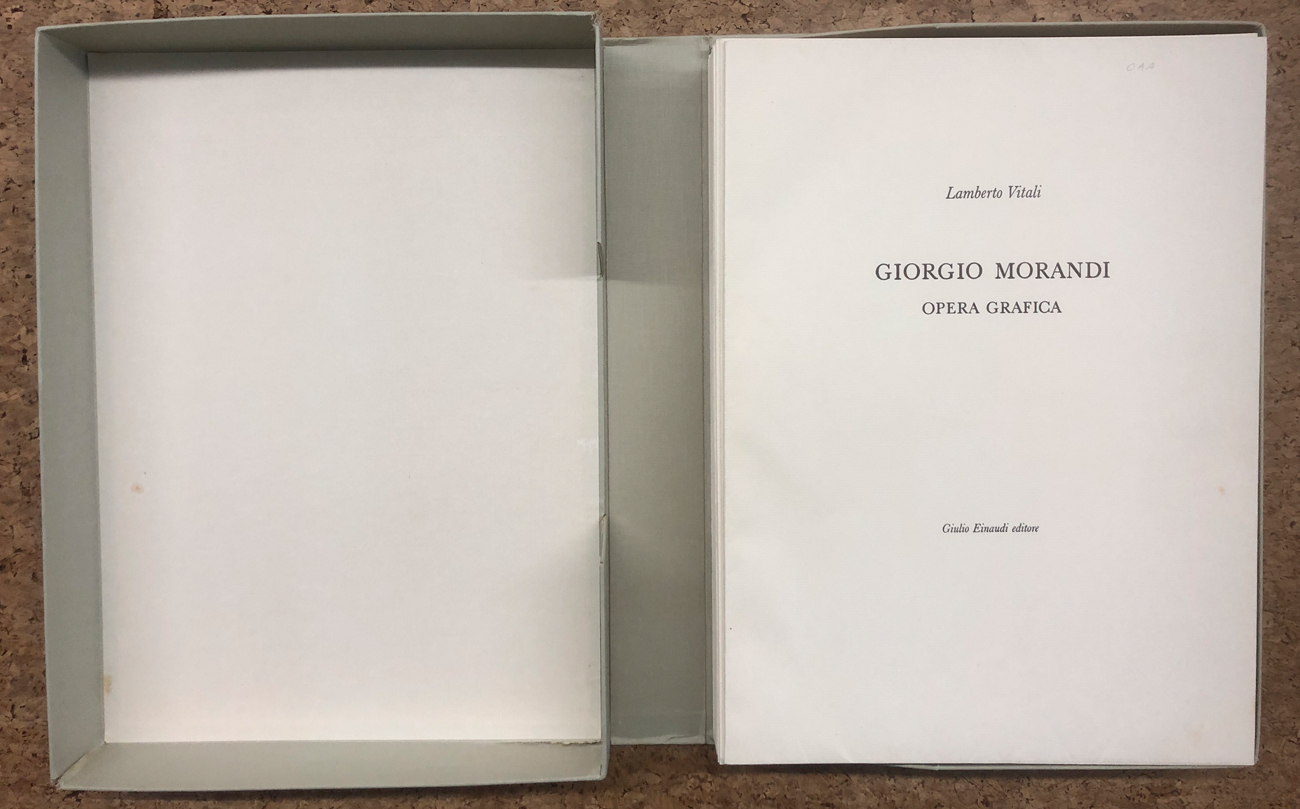 Lamberto Vitali
GIORGIO MORANDI
OPERA GRAFICA
Giulio Einaudi editore